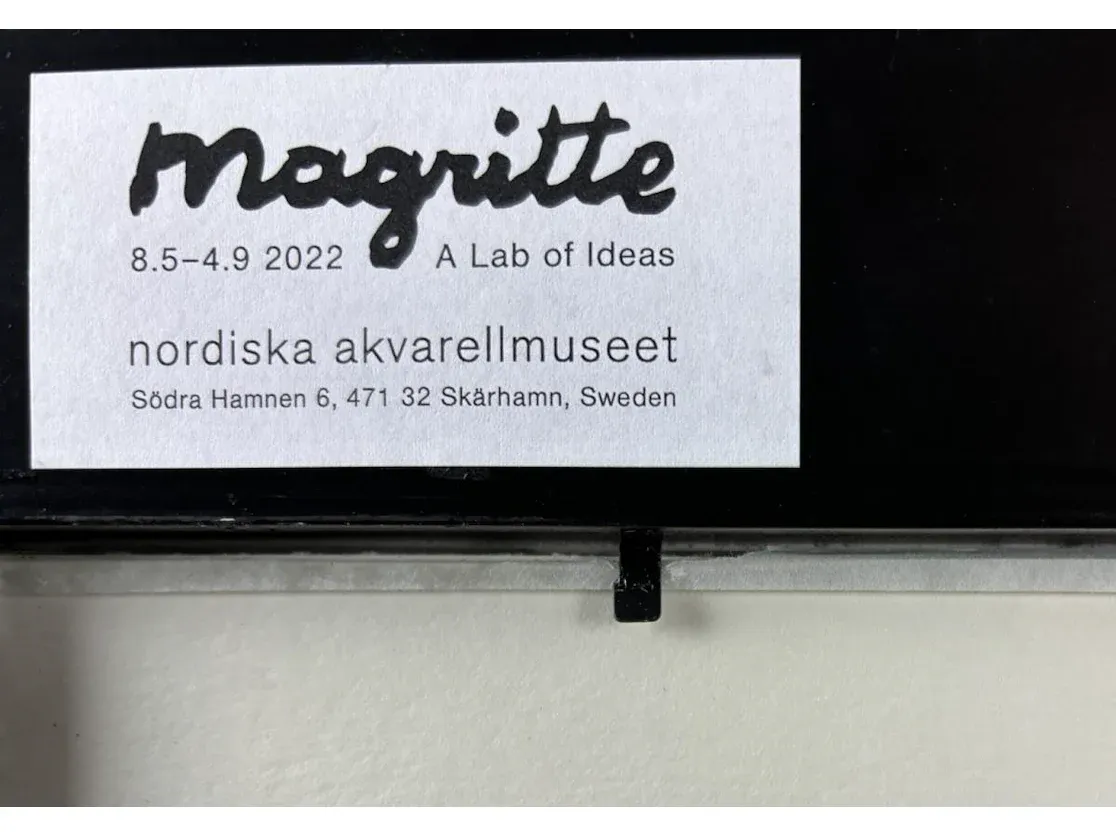 magritte
8.5–4.9 2022 A Lab of Ideas
nordiska akvarellmuseet
Södra Hamnen 6, 471 32 Skärhamn, Sweden